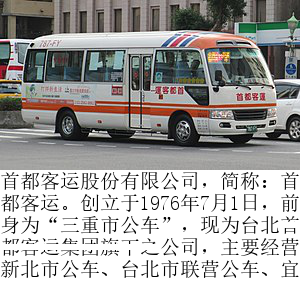 757-FY
運客都首
首都客運
首都客运股份有限公司，简称：首
都客运。创立于1976年7月1日，前
身为“三重市公车”，现为台北首
都客运集团旗下之公司，主要经营
新北市公车、台北市联营公车、宜